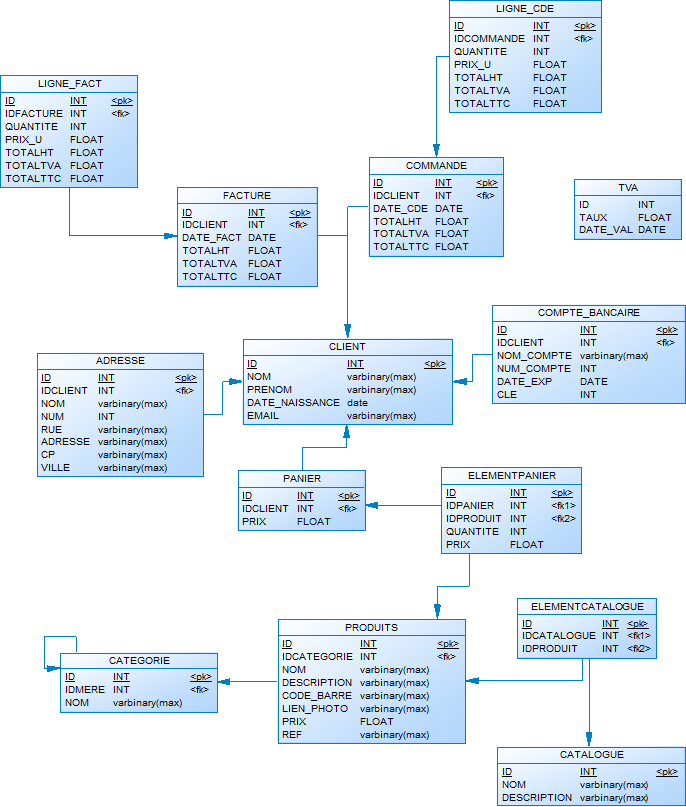 LIGNE_CDE
ID INT <pk>
IDCOMMANDE INT <fk>
QUANTITE INT
PRIX_U FLOAT
TOTALHT FLOAT
TOTALTVA FLOAT
TOTALTTC FLOAT
LIGNE_FACT
ID INT <pk>
IDFACTURE INT <fk>
QUANTITE INT
PRIX_U FLOAT
TOTALHT FLOAT
TOTALTVA FLOAT
TOTALTTC FLOAT
COMMANDE
ID INT <pk>
IDCLIENT INT <fk>
DATE_CDE DATE
TOTALHT FLOAT
TOTALTVA FLOAT
TOTALTTC FLOAT
TVA
ID INT
TAUX FLOAT
DATE_VAL DATE
FACTURE
ID INT <pk>
IDCLIENT INT <fk>
DATE_FACT DATE
TOTALHT FLOAT
TOTALTVA FLOAT
TOTALTTC FLOAT
COMPTE_BANCAIRE
ID INT <pk>
IDCLIENT INT <fk>
NOM_COMPTE varbinary(max)
NUM_COMPTE INT
DATE_EXP DATE
CLE INT
CLIENT
ID INT <pk>
NOM varbinary(max)
PRENOM varbinary(max)
DATE_NAISSANCE date
EMAIL varbinary(max)
ADRESSE
ID INT <pk>
IDCLIENT INT <fk>
NOM varbinary(max)
NUM INT
RUE varbinary(max)
ADRESSE varbinary(max)
CP varbinary(max)
VILLE varbinary(max)
PANIER
ID INT <pk>
IDCLIENT INT <fk>
PRIX FLOAT
ELEMENTPANIER
ID INT <pk>
IDPANIER INT <fk1>
IDPRODUIT INT <fk2>
QUANTITE INT
PRIX FLOAT
ELEMENTCATALOGUE
ID INT <pk>
IDCATALOGUE INT <fk1>
IDPRODUIT INT <fk2>
PRODUITS
ID INT <pk>
IDCATEGORIE INT <fk>
NOM varbinary(max)
DESCRIPTION varbinary(max)
CODE_BARRE varbinary(max)
LIEN_PHOTO varbinary(max)
PRIX FLOAT
REF varbinary(max)
CATEGORIE
ID INT <pk>
IDMERE INT <fk>
NOM varbinary(max)
CATALOGUE
ID INT <pk>
NOM varbinary(max)
DESCRIPTION varbinary(max)